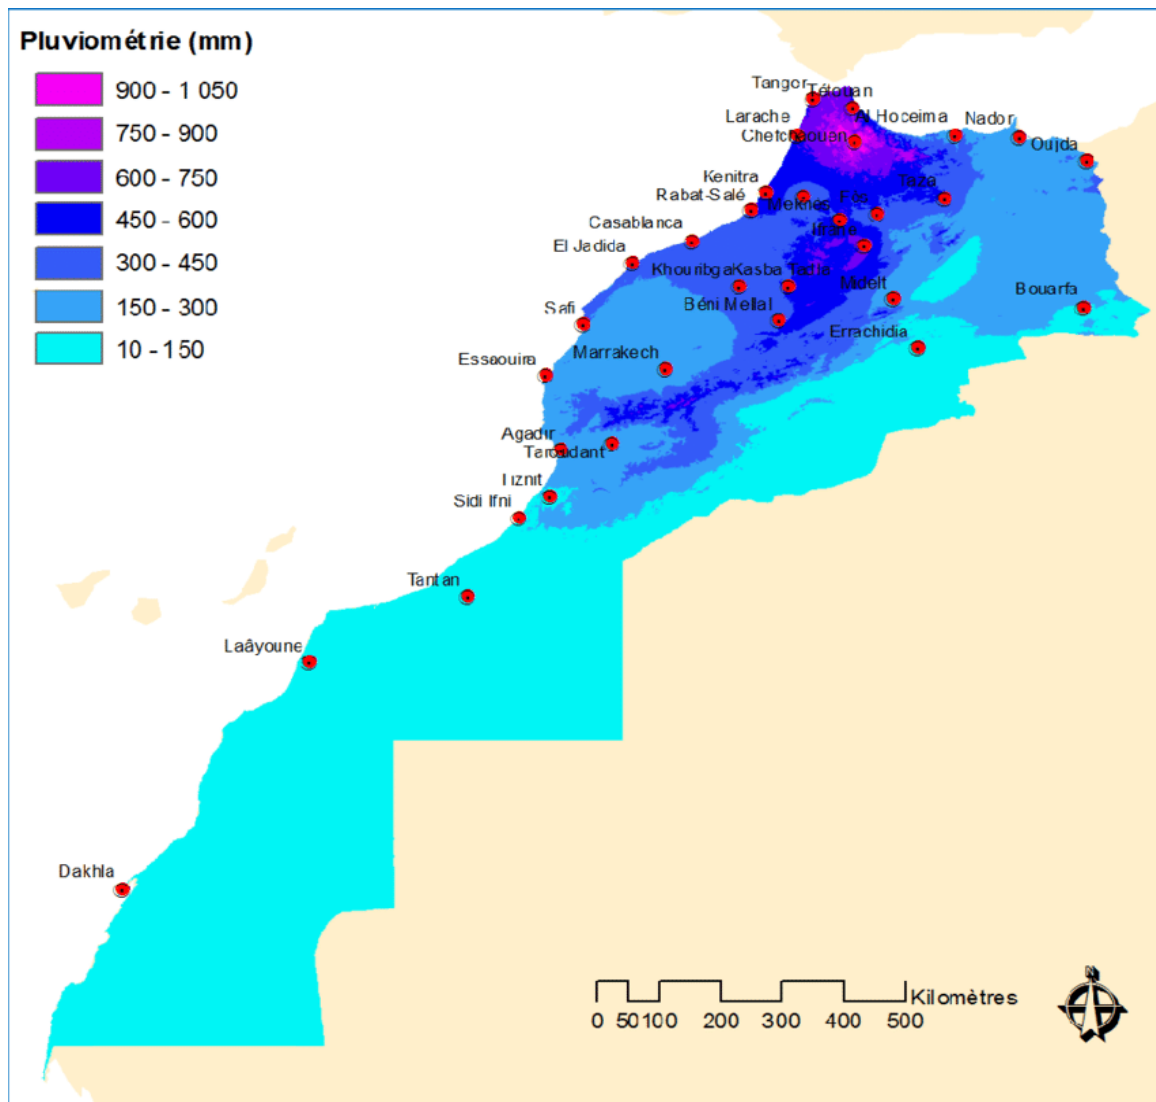 Pluviométrie (mm)
900 - 1 050
750 - 900
600 - 750
450 - 600
300 - 450
150 - 300
10 - 150
Tangor
Tétouan
Larache
Al Hoceima
Nador
Chefchaouen
Oujda
Kenitra
Taza
Rabat-Salé
Meknès
Fès
Casablanca
Ifrane
El Jadida
Khouribga
Kasba Tadla
Midelt
Bouarfa
Safi
Béni Mellal
Errachidia
Essaouira
Marrakech
Agadir
Taroudant
Tiznit
Sidi Ifni
Tantan
Laâyoune
Dakhla
N
Kilomètres
0 50 100 200 300 400 500